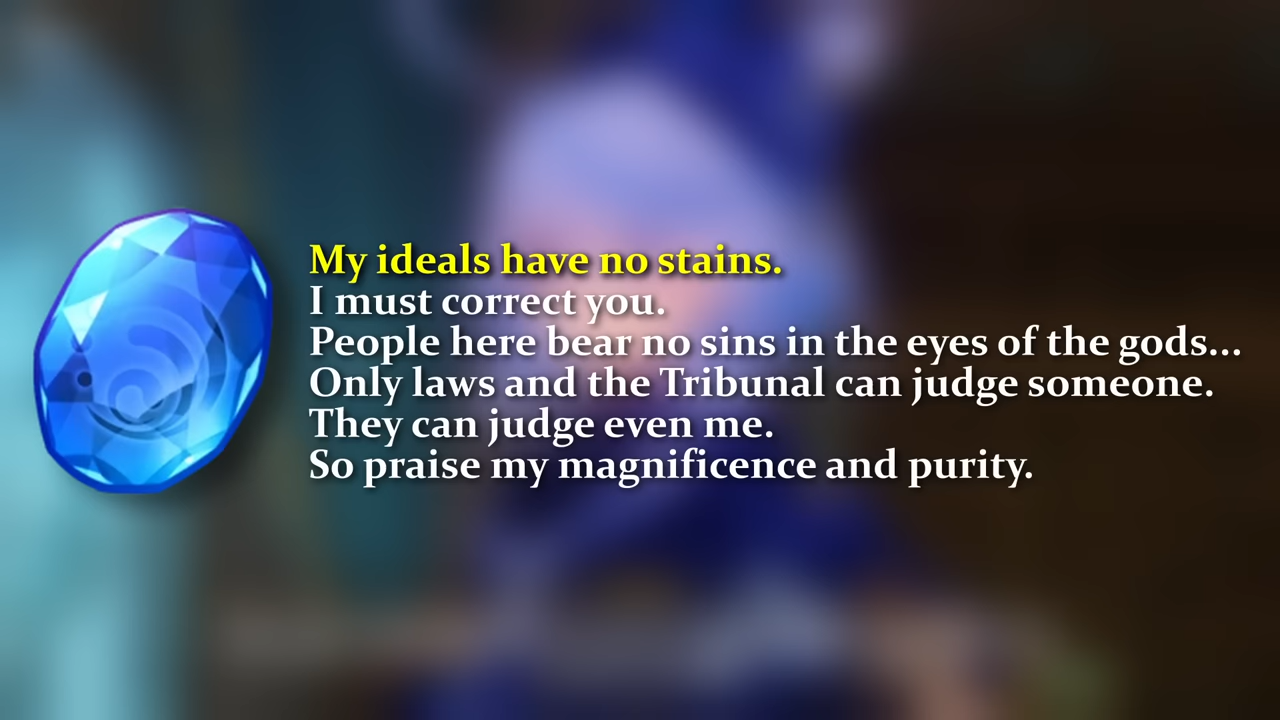 My ideals have no stains.
I must correct you.
People here bear no sins in the eyes of the gods...
Only laws and the Tribunal can judge someone.
They can judge even me.
So praise my magnificence and purity.